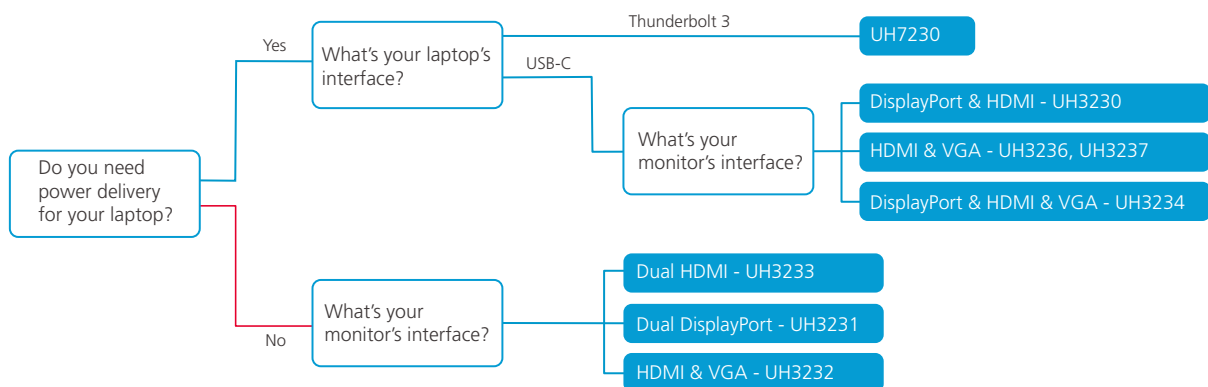 Do you need
power delivery
for your laptop?
Yes
What's your laptop's
interface?
Thunderbolt 3
UH7230
USB-C
What's your
monitor's interface?
DisplayPort & HDMI - UH3230
HDMI & VGA - UH3236, UH3237
DisplayPort & HDMI & VGA - UH3234
No
What's your
monitor's interface?
Dual HDMI - UH3233
Dual DisplayPort - UH3231
HDMI & VGA - UH3232